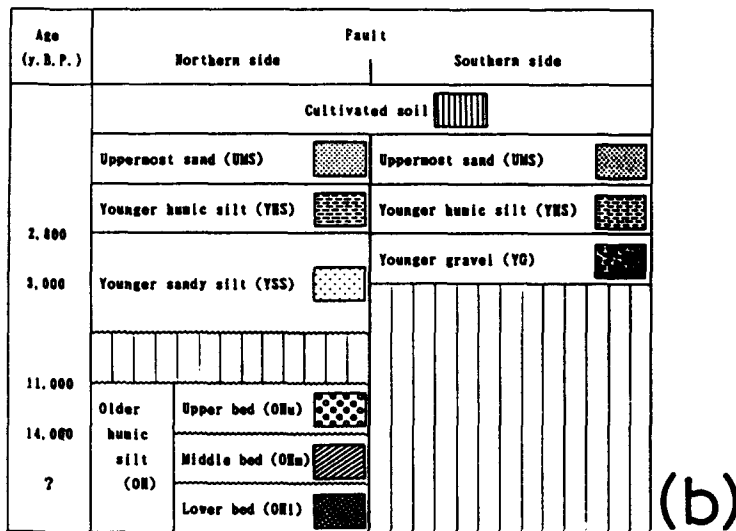 Age
(y.B.P.)
Fault
Northern side
Southern side
Cultivated soil
Uppermost sand (UMS)
Uppermost sand (UMS)
Younger humic silt (YHS)
Younger humic silt (YHS)
2,800
Younger sandy silt (YSS)
Younger gravel (YG)
3,000
11,000
Older
humic
silt
(OH)
Upper bed (OHu)
14,000
Middle bed (OHm)
?
Lower bed (OHl)
(b)